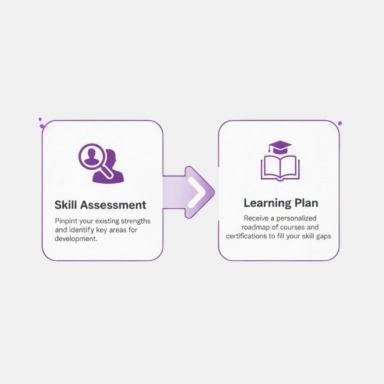 Skill Assessment
Pinpint your existing strengths
and identify key areas for
development.
Learning Plan
Receive a personalized
roadmap of courses and
certifications to fill your skill gaps